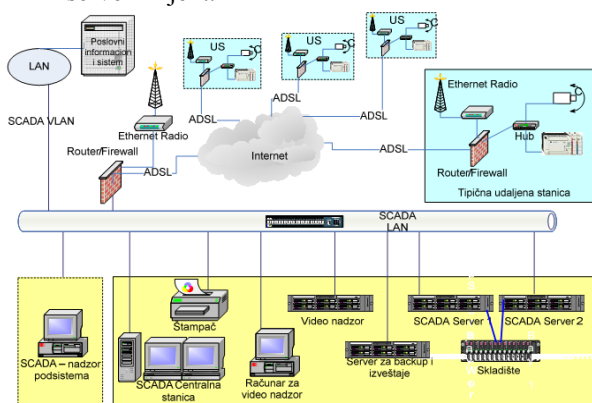 Poslovni
informacion
i sistem
LAN
SCADA VLAN
Ethernet Radio
Router/Firewall
ADSL
US
US
US
ADSL
ADSL
ADSL
ADSL
Internet
Ethernet Radio
Hub
Router/Firewall
Tipična udaljena stanica
SCADA
LAN
SCADA – nadzor
podsistema
Štampač
SCADA Centralna
stanica
Računar za
video nadzor
Video nadzor
Server za backup i
izveštaje
SCADA Server 1
SCADA Server 2
Skladište